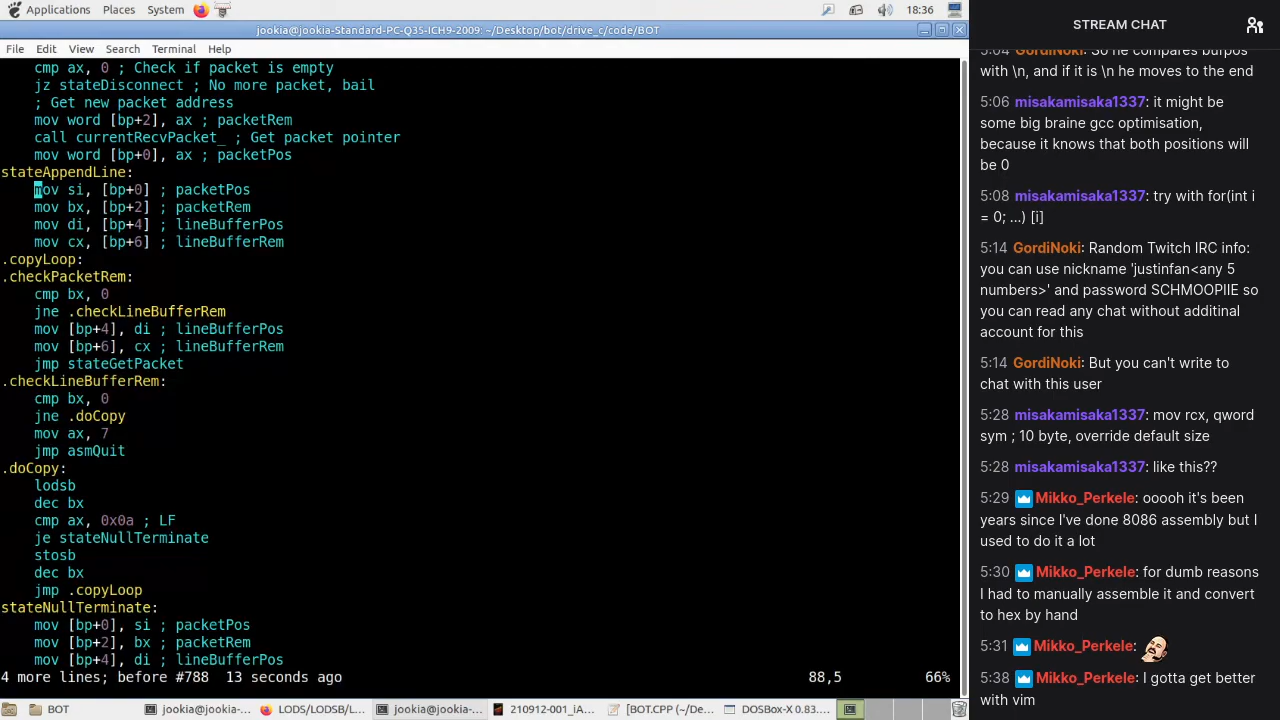 Applications Places System 18:36
jookia@jookia-Standard-PC-Q35-ICH9-2009: ~/Desktop/bot/drive_c/code/BOT
File Edit View Search Terminal Help
cmp ax, 0 ; Check if packet is empty
jz stateDisconnect ; No more packet, bail
; Get new packet address
mov word [bp+2], ax ; packetRem
call currentRecvPacket_ ; Get packet pointer
mov word [bp+0], ax ; packetPos
stateAppendLine:
mov si, [bp+0] ; packetPos
mov bx, [bp+2] ; packetRem
mov di, [bp+4] ; lineBufferPos
mov cx, [bp+6] ; lineBufferRem
.copyLoop:
.checkPacketRem:
cmp bx, 0
jne .checkLineBufferRem
mov [bp+4], di ; lineBufferPos
mov [bp+6], cx ; lineBufferRem
jmp stateGetPacket
.checkLineBufferRem:
cmp bx, 0
jne .doCopy
mov ax, 7
jmp asmQuit
.doCopy:
lodsb
dec bx
cmp ax, 0x0a ; LF
je stateNullTerminate
stosb
dec bx
jmp .copyLoop
stateNullTerminate:
mov [bp+0], si ; packetPos
mov [bp+2], bx ; packetRem
mov [bp+4], di ; lineBufferPos
4 more lines; before #788 13 seconds ago 88,5 66%
BOT jookia@jookia-... LODS/LODSB/L... jookia@jookia-... 210912-001_iA... [BOT.CPP (~/De... DOSBox-X 0.83....
STREAM CHAT
5:04 GordiNoki: So he compares bufpos
with \n, and if it is \n he moves to the end
5:06 misakamisaka1337: it might be
some big braine gcc optimisation,
because it knows that both positions will
be 0
5:08 misakamisaka1337: try with for(int i
= 0; ...) [i]
5:14 GordiNoki: Random Twitch IRC info:
you can use nickname 'justinfan<any 5
numbers>' and password SCHMOOPIIE so
you can read any chat without additinal
account for this
5:14 GordiNoki: But you can't write to
chat with this user
5:28 misakamisaka1337: mov rcx, qword
sym ; 10 byte, override default size
5:28 misakamisaka1337: like this??
5:29 Mikko_Perkele: ooooh it's been
years since I've done 8086 assembly but I
used to do it a lot
5:30 Mikko_Perkele: for dumb reasons
I had to manually assemble it and convert
to hex by hand
5:31 Mikko_Perkele:
5:38 Mikko_Perkele: I gotta get better
with vim